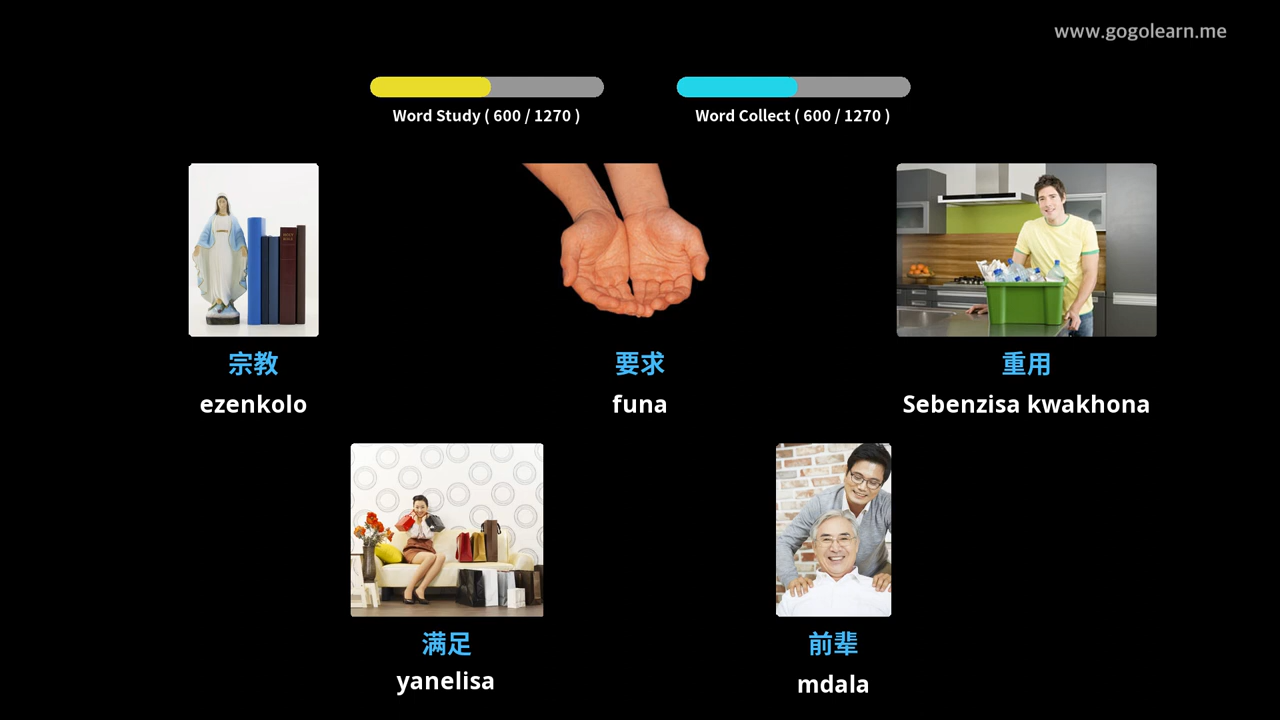 www.gogolearn.me
Word Study ( 600 / 1270 )
Word Collect ( 600 / 1270 )
宗教
ezenkolo
要求
funa
重用
Sebenzisa kwakhona
满足
yanelisa
前辈
mdala